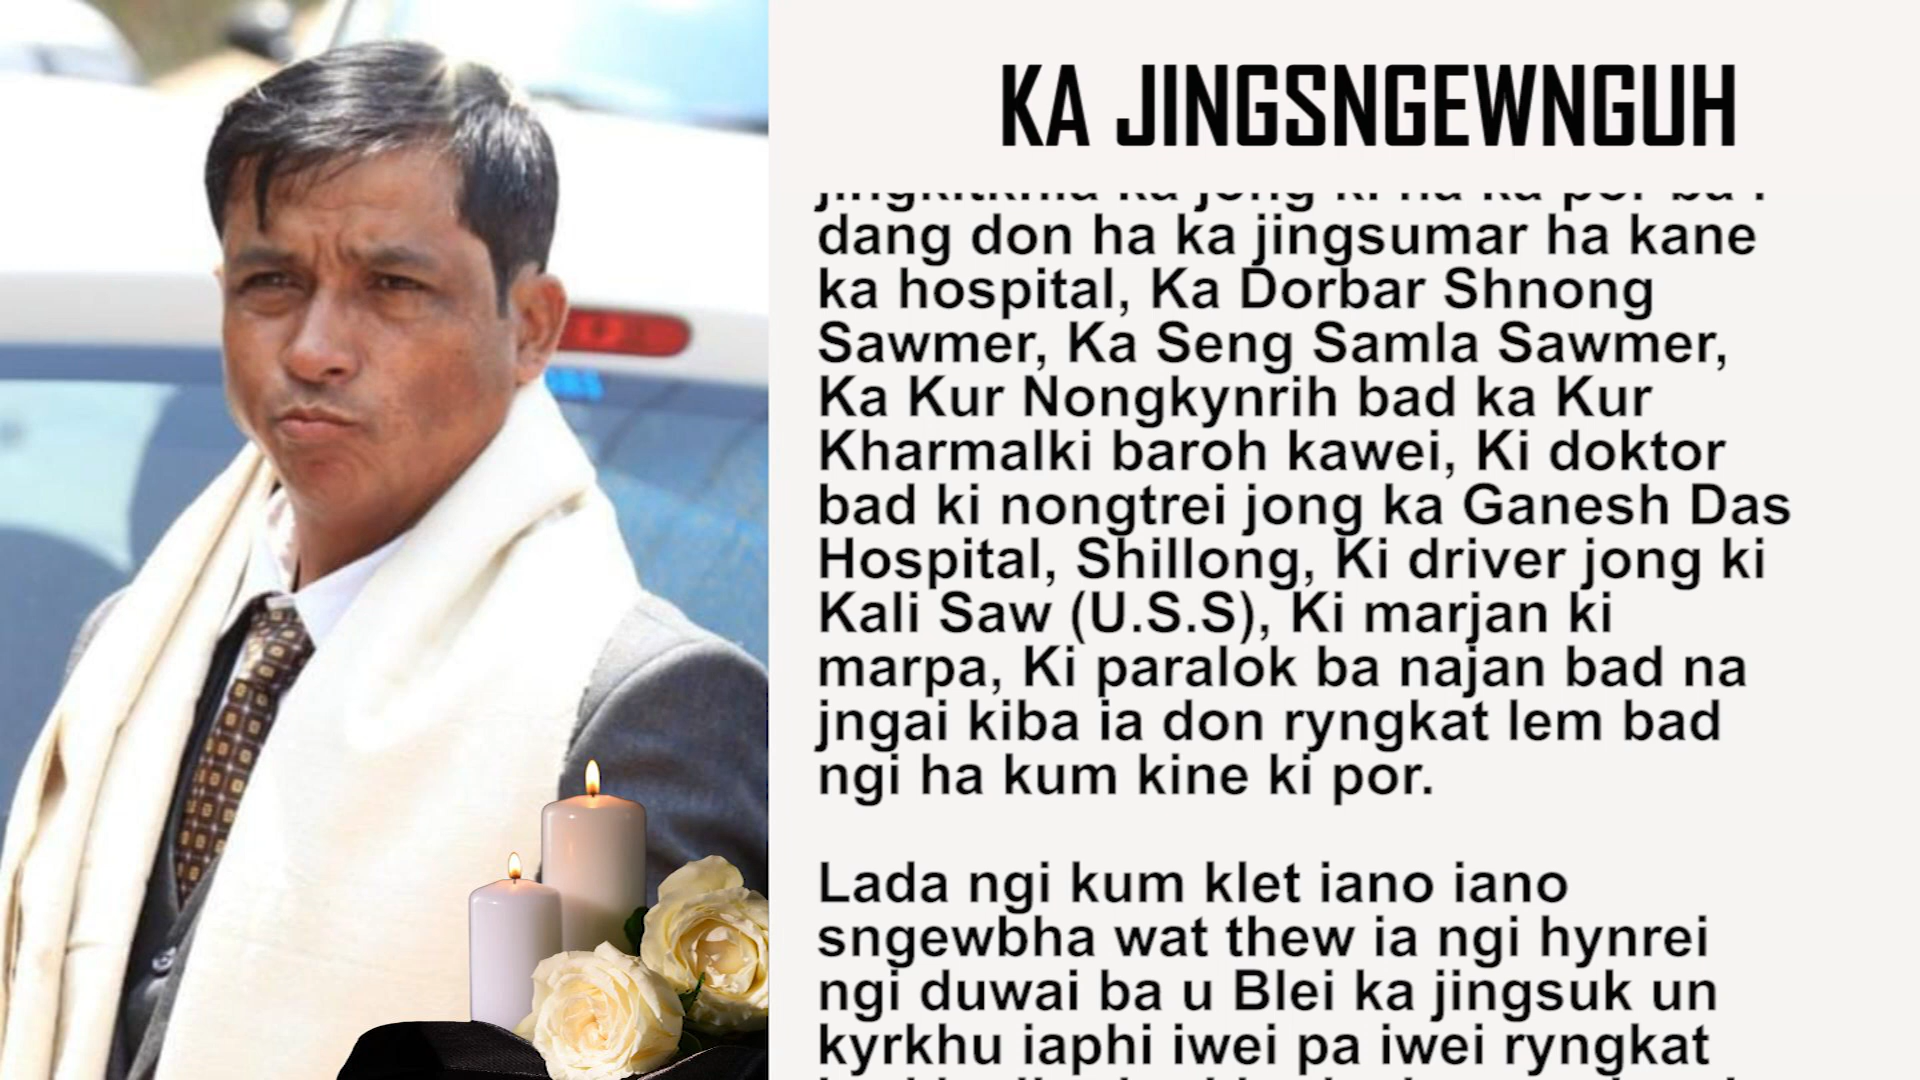 KA JINGSNGEWNGUH
dang don ha ka jingsumar ha kane
ka hospital, Ka Dorbar Shnong
Sawmer, Ka Seng Samla Sawmer,
Ka Kur Nongkynrih bad ka Kur
Kharmalki baroh kawei, Ki doktor
bad ki nongtrei jong ka Ganesh Das
Hospital, Shillong, Ki driver jong ki
Kali Saw (U.S.S), Ki marjan ki
marpa, Ki paralok ba najan bad na
jngai kiba ia don ryngkat lem bad
ngi ha kum kine ki por.
Lada ngi kum klet iano iano
sngewbha wat thew ia ngi hynrei
ngi duwai ba u Blei ka jingsuk un
kyrkhu iaphi iwei pa iwei ryngkat